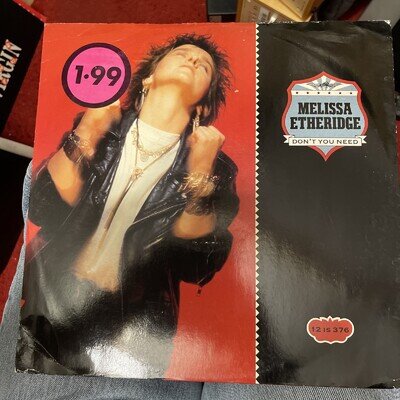 1·99
MELISSA
ETHERIDGE
DON'T YOU NEED
12 IS 376